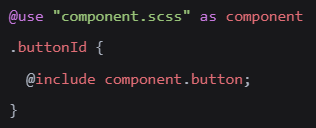 @use "component.scss" as component
.buttonId {
  @include component.button;
}